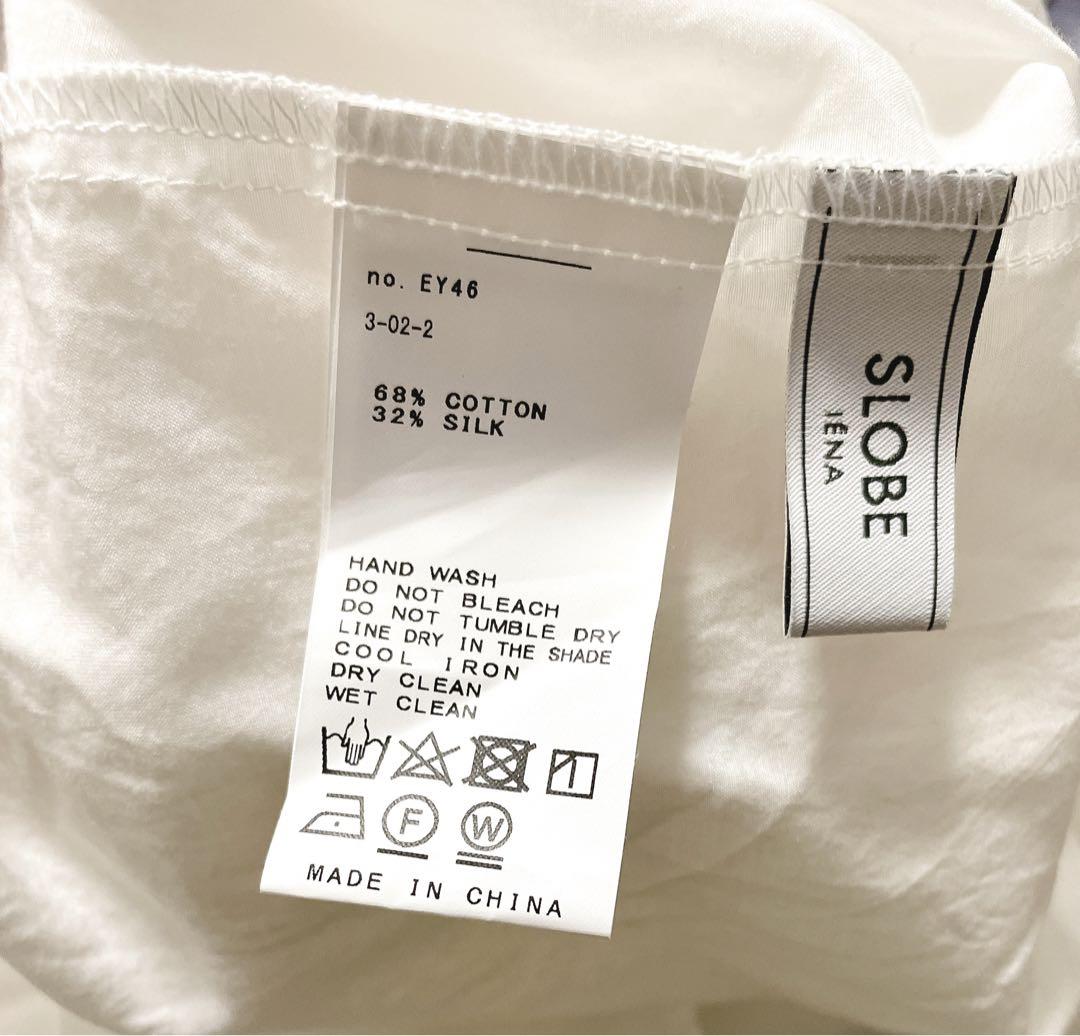 no. EY46
3-02-2
68% COTTON
32% SILK
HAND WASH
DO NOT BLEACH
DO NOT TUMBLE DRY
LINE DRY IN THE SHADE
COOL IRON
DRY CLEAN
WET CLEAN
F
W
MADE IN CHINA
SLOBE
IÉNA